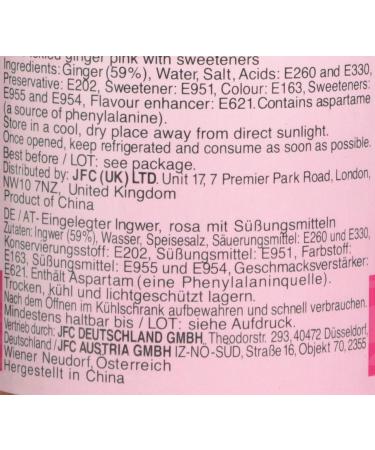 ginger pink with sweeteners
Ingredients: Ginger (59%), Water, Salt, Acids: E260 and E330,
Preservative: E202, Sweetener: E951, Colour: E163, Sweeteners:
E955 and E954, Flavour enhancer: E621. Contains aspartame
(a source of phenylalanine).
Store in a cool, dry place away from direct sunlight.
Once opened, keep refrigerated and consume as soon as possible.
Best before / LOT: see package.
Distributed by: JFC (UK) LTD. Unit 17, 7 Premier Park Road, London,
NW10 7NZ, United Kingdom
Product of China
DE / AT-Eingelegter Ingwer, rosa mit Süßungsmitteln
Zutaten: Ingwer (59%), Wasser, Speisesalz, Säuerungsmittel: E260 und E330,
Konservierungsstoff: E202, Süßungsmittel: E951, Farbstoff:
E163, Süßungsmittel: E955 und E954, Geschmacksverstärker:
E621. Enthält Aspartam (eine Phenylalaninquelle).
Trocken, kühl und lichtgeschützt lagern.
Nach dem Öffnen im Kühlschrank aufbewahren und schnell verbrauchen.
Mindestens haltbar bis / LOT: siehe Aufdruck.
Vertrieb durch: JFC DEUTSCHLAND GMBH, Theodorstr. 293, 40472 Düsseldorf,
Deutschland / JFC AUSTRIA GMBH IZ-NÖ-SÜD, Straße 16, Objekt 70, 2355
Wiener Neudorf, Österreich
Hergestellt in China